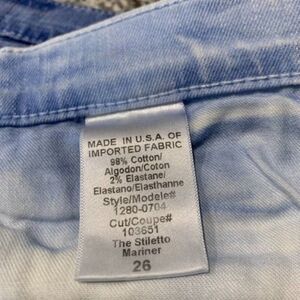 MADE IN U.S.A. OF
IMPORTED FABRIC
98% Cotton/
Algodon/Coton
2% Elastane/
Elastano/Elasthanne
Style/Modele#
1280-0704
Cut/Coupe#
103651
The Stiletto
Mariner
26